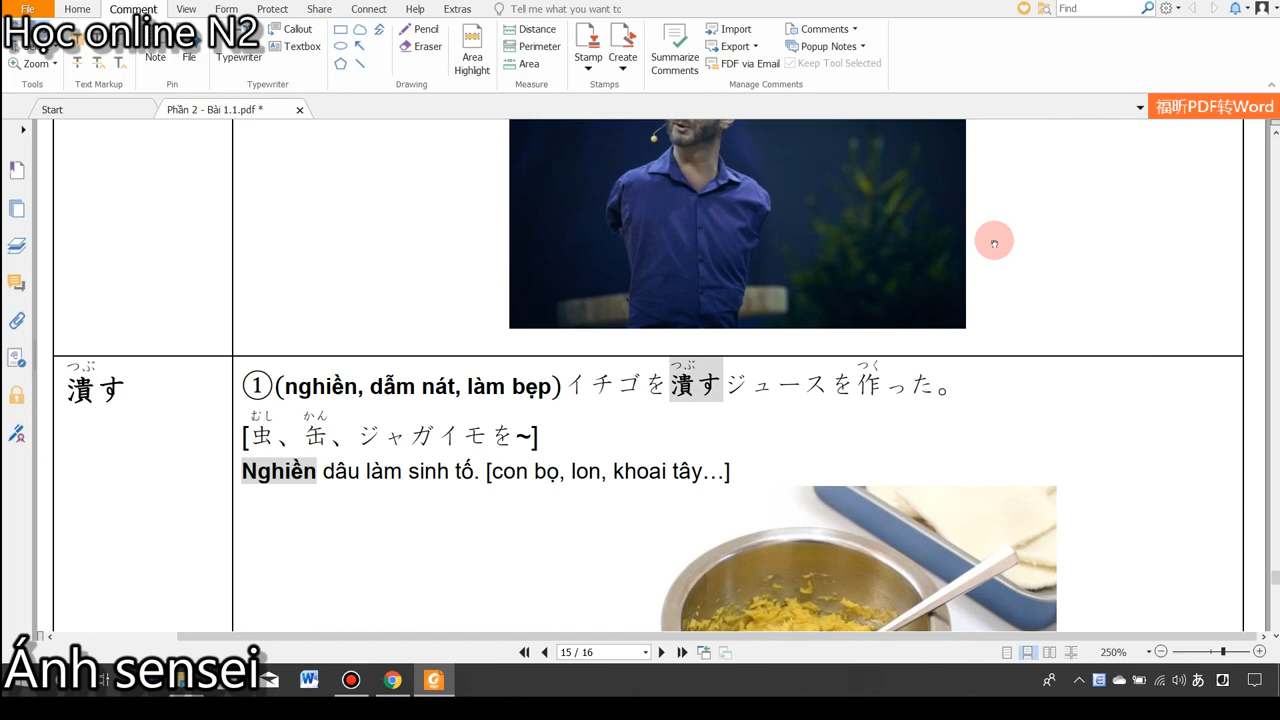 File Home Comment View Form Protect Share Connect Help Extras Tell me what you want tc Find
Học online N2
Zoom Note File Typewriter Callout Textbox Pencil Eraser Area Highlight Distance Perimeter Area Stamp Create Summarize Comments Import Export FDF via Email Comments Popup Notes Keep Tool Selected
Tools Text Markup Pin Typewriter Drawing Measure Stamps Manage Comments
Start Phần 2 - Bài 1.1.pdf * 福昕PDF转Word
つぶ
潰す
つぶ つく
①(nghiền, dẫm nát, làm bẹp)イチゴを潰すジュースを作った。
むし かん
[虫、缶、ジャガイモを~]
Nghiền dâu làm sinh tố. [con bọ, lon, khoai tây…]
15 / 16 250%
Ánh sensei
あ